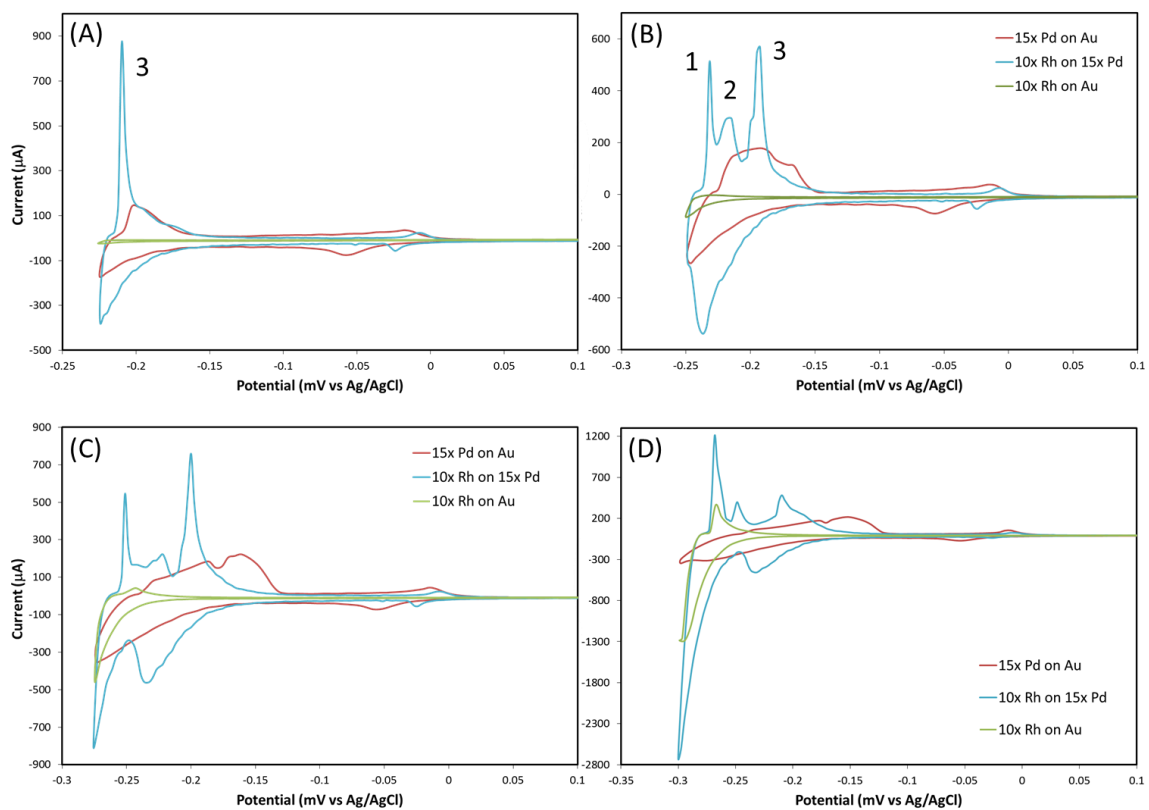 (A)
3
900
700
500
300
100
-100
-300
-500
Current (µA)
-0.25 -0.2 -0.15 -0.1 -0.05 0 0.05 0.1
Potential (mV vs Ag/AgCl)
(B)
1
2
3
15x Pd on Au
10x Rh on 15x Pd
10x Rh on Au
600
400
200
0
-200
-400
-600
-0.3 -0.25 -0.2 -0.15 -0.1 -0.05 0 0.05 0.1
Potential (mV vs Ag/AgCl)
(C)
15x Pd on Au
10x Rh on 15x Pd
10x Rh on Au
900
700
500
300
100
-100
-300
-500
-700
-900
Current (µA)
-0.3 -0.25 -0.2 -0.15 -0.1 -0.05 0 0.05 0.1
Potential (mV vs Ag/AgCl)
(D)
1200
700
200
-300
-800
-1300
-1800
-2300
-2800
15x Pd on Au
10x Rh on 15x Pd
10x Rh on Au
-0.35 -0.3 -0.25 -0.2 -0.15 -0.1 -0.05 0 0.05 0.1
Potential (mV vs Ag/AgCl)